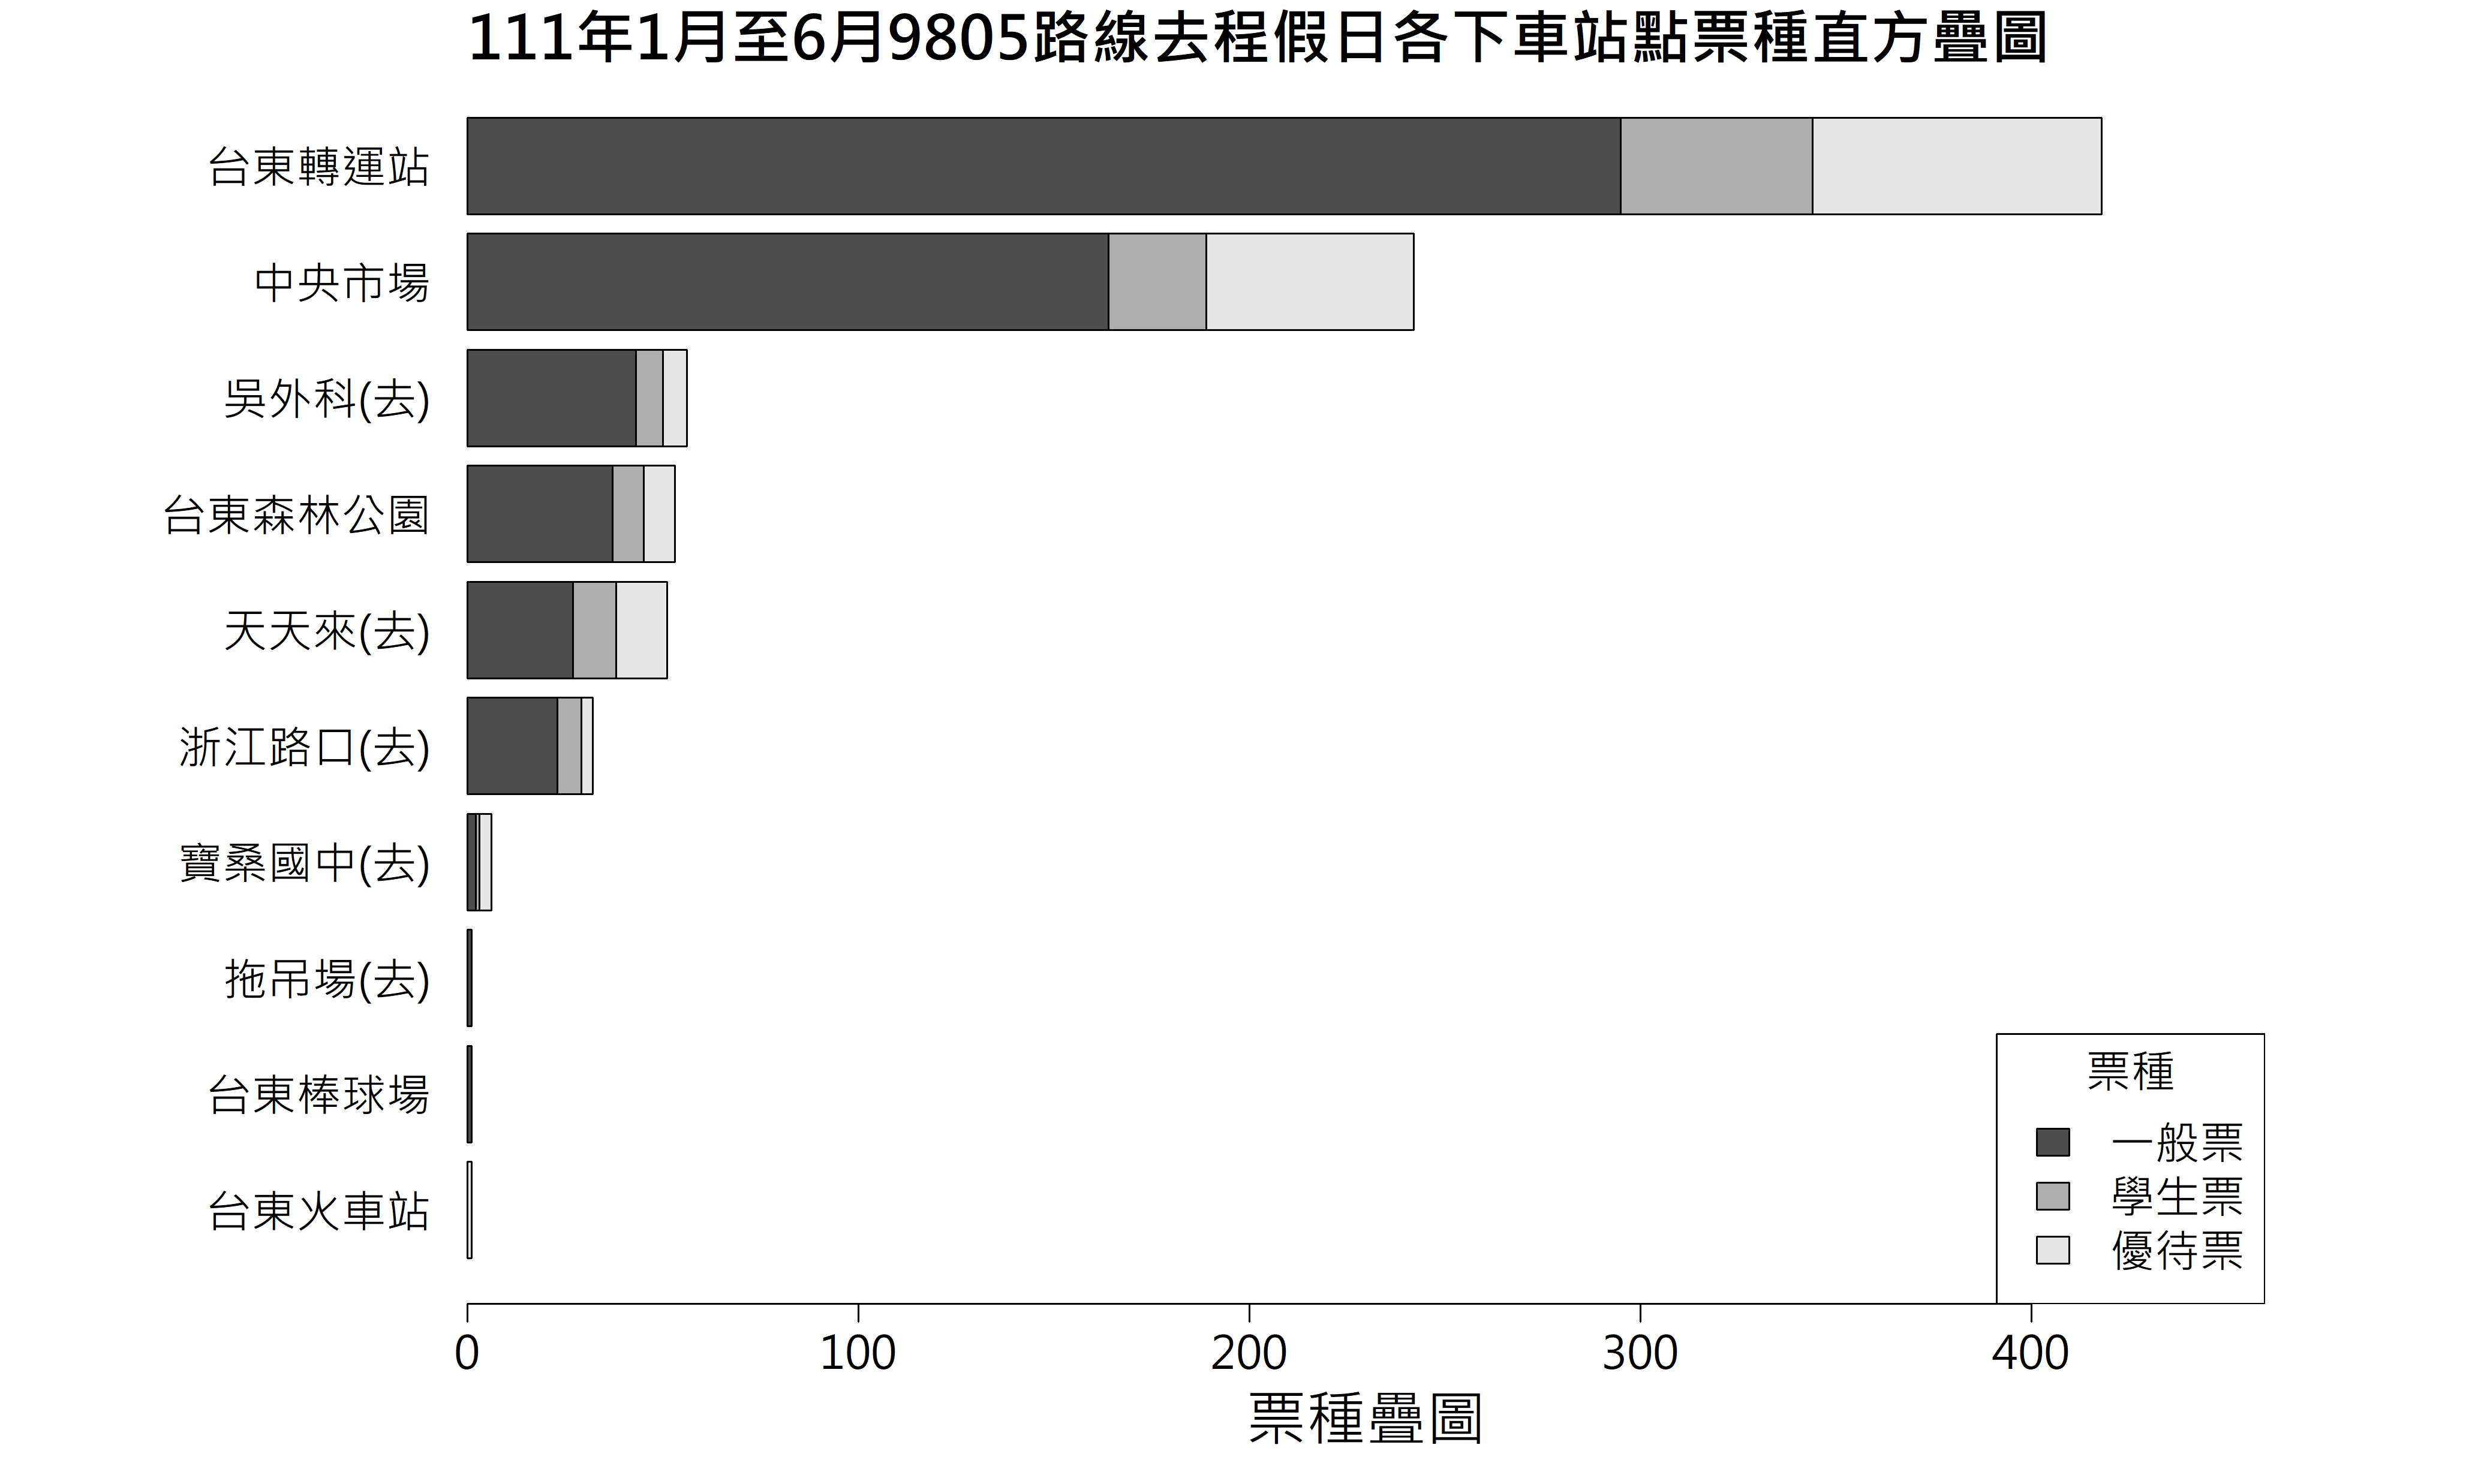 111年1月至6月9805路線去程假日各下車站點票種直方疊圖
台東轉運站
中央市場
吳外科(去)
台東森林公園
天天來(去)
浙江路口(去)
寶桑國中(去)
拖吊場(去)
台東棒球場
台東火車站
票種
一般票
學生票
優待票
0 100 200 300 400
票種疊圖